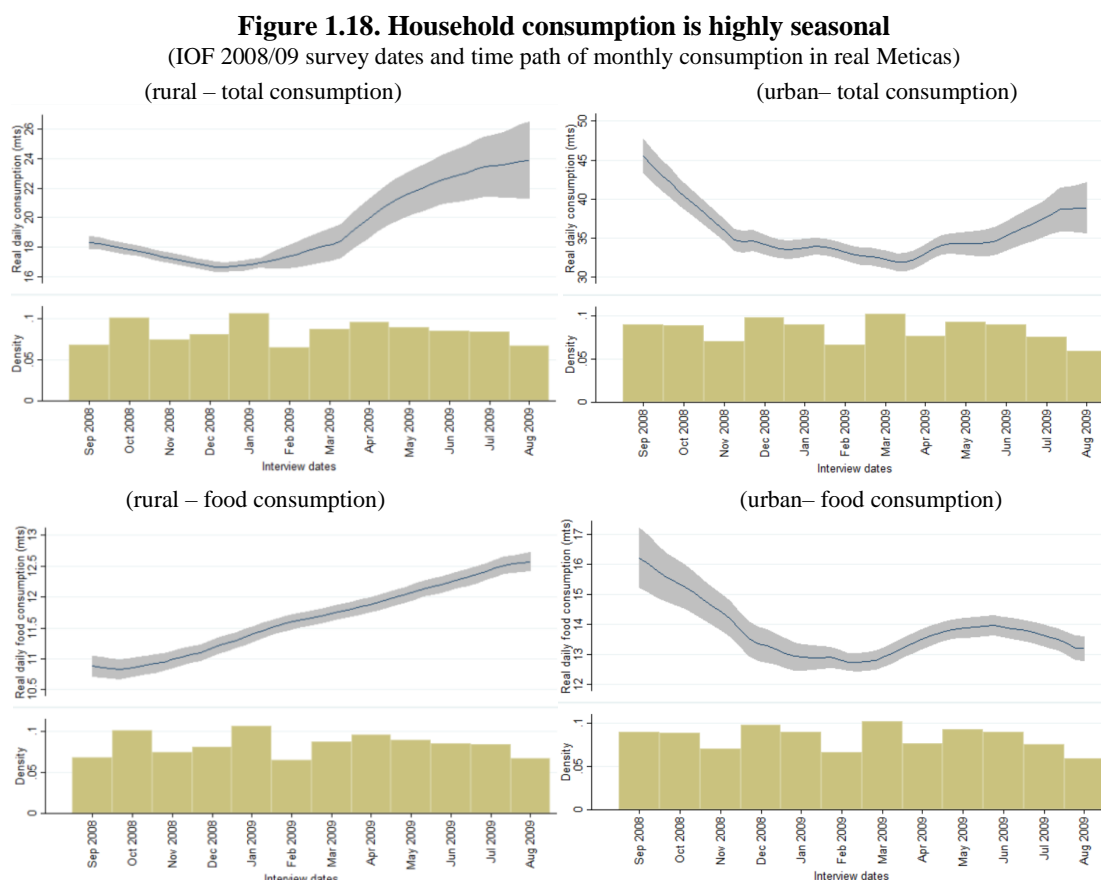 Figure 1.18. Household consumption is highly seasonal
(IOF 2008/09 survey dates and time path of monthly consumption in real Meticas)
(rural – total consumption)
Real daily consumption (mts)
16 18 20 22 24 26
Density
0 .05 .1
Sep 2008 Oct 2008 Nov 2008 Dec 2008 Jan 2009 Feb 2009 Mar 2009 Apr 2009 May 2009 Jun 2009 Jul 2009 Aug 2009
Interview dates
(urban– total consumption)
Real daily consumption (mts)
30 35 40 45 50
Density
0 .05 .1
Sep 2008 Oct 2008 Nov 2008 Dec 2008 Jan 2009 Feb 2009 Mar 2009 Apr 2009 May 2009 Jun 2009 Jul 2009 Aug 2009
Interview dates
(rural – food consumption)
Real daily food consumption (mts)
10.5 11 11.5 12 12.5 13
Density
0 .05 .1
Sep 2008 Oct 2008 Nov 2008 Dec 2008 Jan 2009 Feb 2009 Mar 2009 Apr 2009 May 2009 Jun 2009 Jul 2009 Aug 2009
Interview dates
(urban– food consumption)
Real daily food consumption (mts)
12 13 14 15 16 17
Density
0 .05 .1
Sep 2008 Oct 2008 Nov 2008 Dec 2008 Jan 2009 Feb 2009 Mar 2009 Apr 2009 May 2009 Jun 2009 Jul 2009 Aug 2009
Interview dates